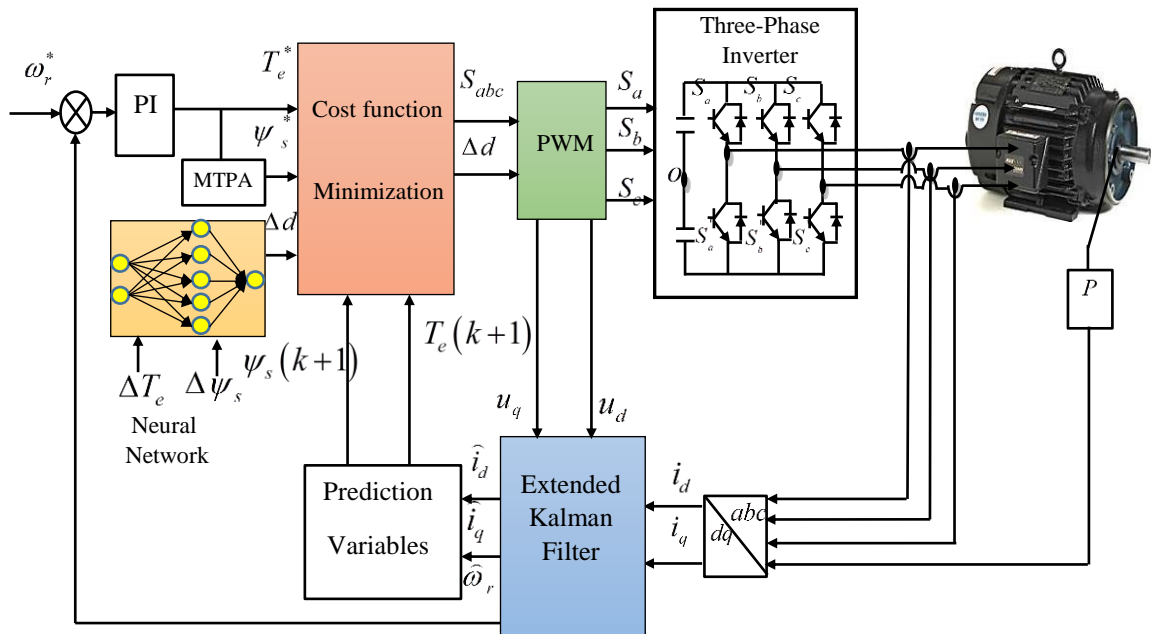 ω_r^*
PI
MTPA
T_e^*
ψ_s^*
Δd
Cost function
Minimization
S_abc
Δd
PWM
S_a
S_b
S_c
Three-Phase
Inverter
S_a
S_b
S_c
o
S_a
S_b
S_c
P
ΔT_e
Δψ_s
Neural
Network
ψ_s(k+1)
T_e(k+1)
u_q
u_d
Prediction
Variables
î_d
î_q
ω̂_r
Extended
Kalman
Filter
i_d
i_q
abc
dq